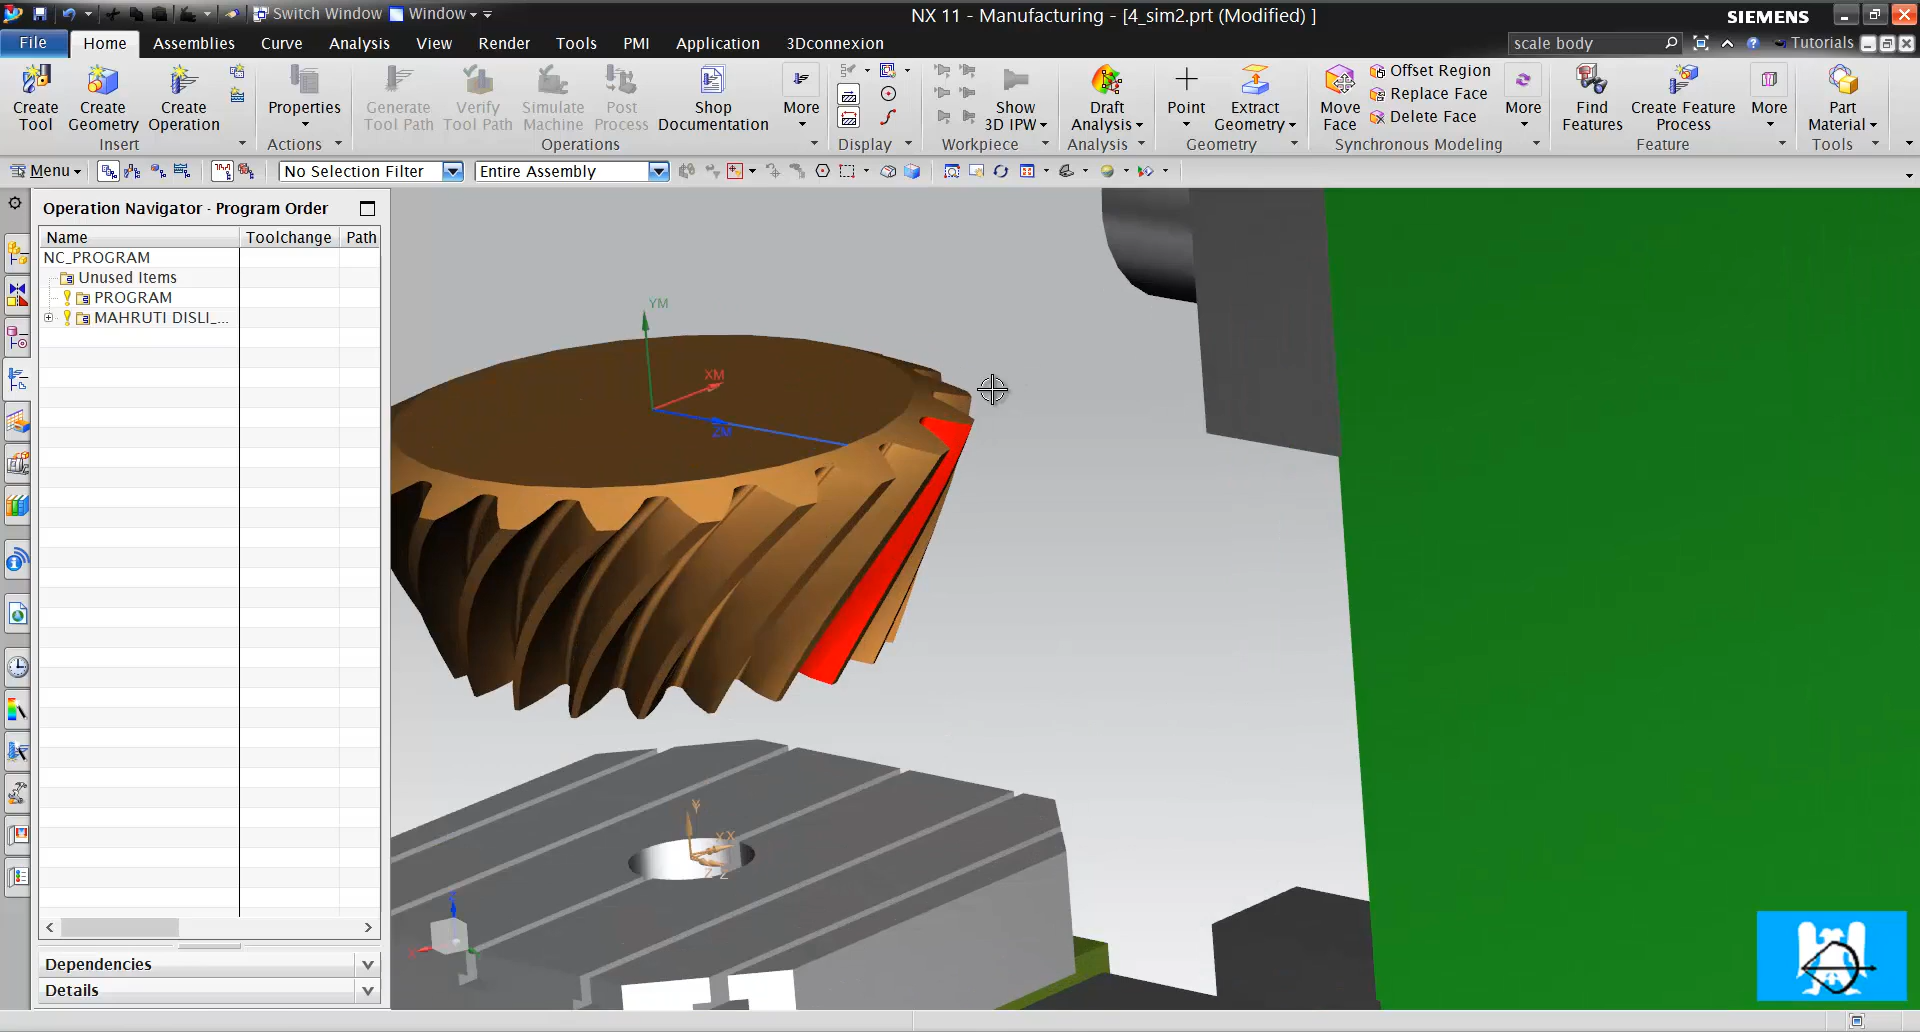 Switch Window Window NX 11 - Manufacturing - [4_sim2.prt (Modified) ] SIEMENS
File Home Assemblies Curve Analysis View Render Tools PMI Application 3Dconnexion scale body Tutorials
Create Tool
Create Geometry
Create Operation
Properties
Generate Tool Path
Verify Tool Path
Simulate Machine
Post Process
Shop Documentation
More
Show 3D IPW
Draft Analysis
Point
Extract Geometry
Move Face
Offset Region
Replace Face
Delete Face
More
Find Features
Create Feature Process
More
Part Material
Insert Actions Operations Display Workpiece Analysis Geometry Synchronous Modeling Feature Tools
Menu No Selection Filter Entire Assembly
Operation Navigator - Program Order
Name Toolchange Path
NC_PROGRAM
Unused Items
PROGRAM
MAHRUTI DISLI_...
YM
XM
ZM
Dependencies
Details